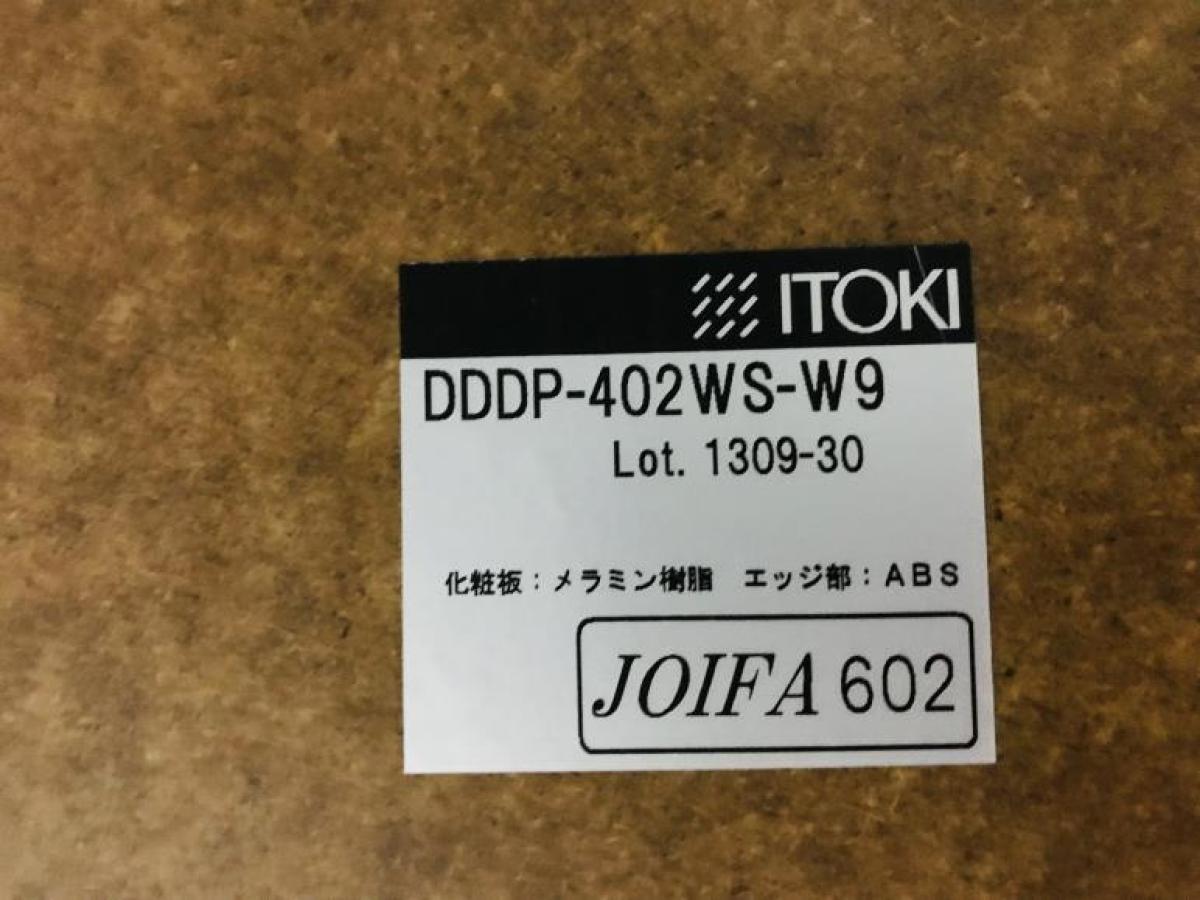 ITOKI
DDDP-402WS-W9
Lot. 1309-30
化粧板：メラミン樹脂　エッジ部：ABS
JOIFA 602